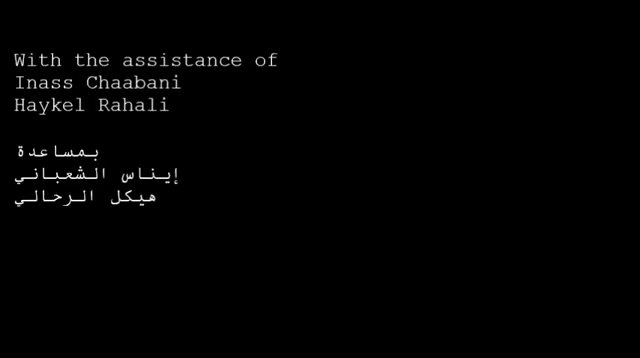 With the assistance of
Inass Chaabani
Haykel Rahali
بمساعدة
إيناس الشعباني
هيكل الرحالي